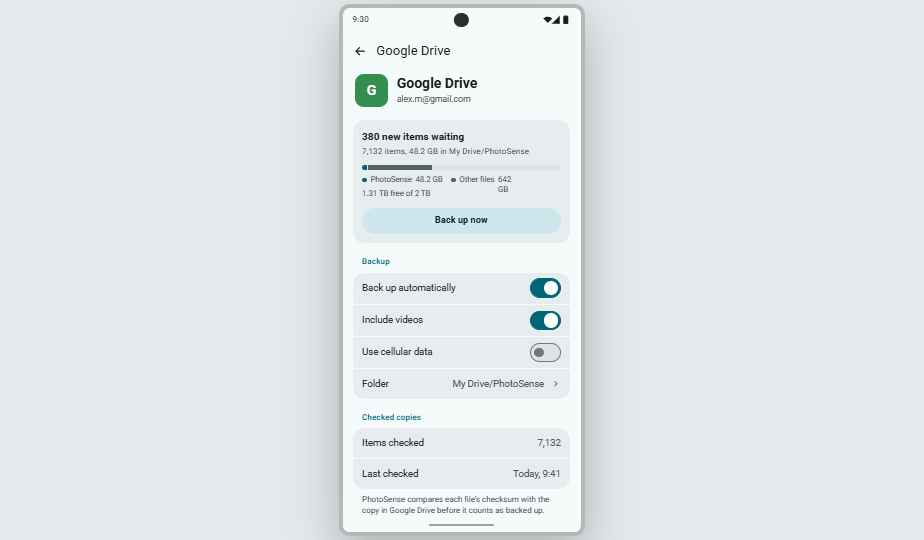 9:30
Google Drive
G
Google Drive
alex.m@gmail.com
380 new items waiting
7,132 items, 48.2 GB in My Drive/PhotoSense
PhotoSense 48.2 GB
Other files 642 GB
1.31 TB free of 2 TB
Back up now
Backup
Back up automatically
Include videos
Use cellular data
Folder My Drive/PhotoSense
Checked copies
Items checked 7,132
Last checked Today, 9:41
PhotoSense compares each file's checksum with the
copy in Google Drive before it counts as backed up.